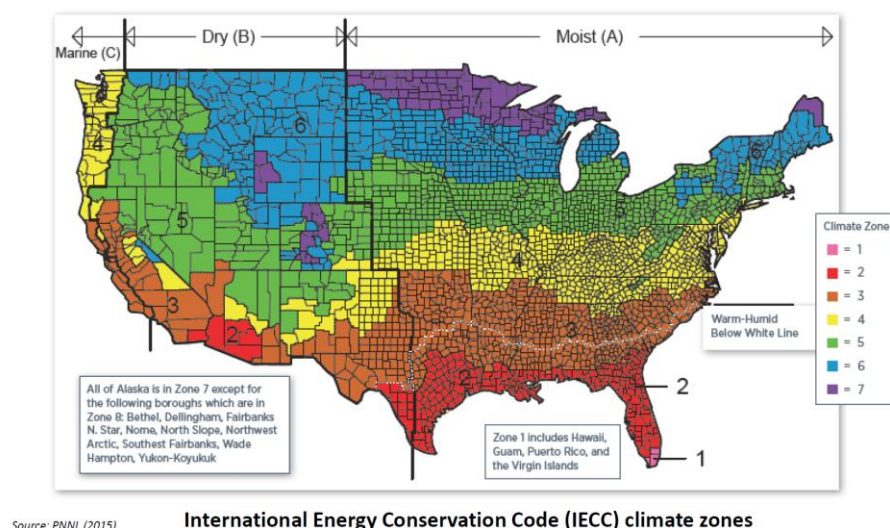 Marine (C)
Dry (B)
Moist (A)
7
6
6
4
5
5
4
3
3
2
2
Climate Zone
= 1
= 2
= 3
= 4
= 5
= 6
= 7
Warm-Humid
Below White Line
All of Alaska is in Zone 7 except for
the following boroughs which are in
Zone 8: Bethel, Dellingham, Fairbanks
N. Star, Nome, North Slope, Northwest
Arctic, Southest Fairbanks, Wade
Hampton, Yukon-Koyukuk
Zone 1 includes Hawaii,
Guam, Puerto Rico, and
the Virgin Islands
2
1
Source: PNNL (2015)
International Energy Conservation Code (IECC) climate zones